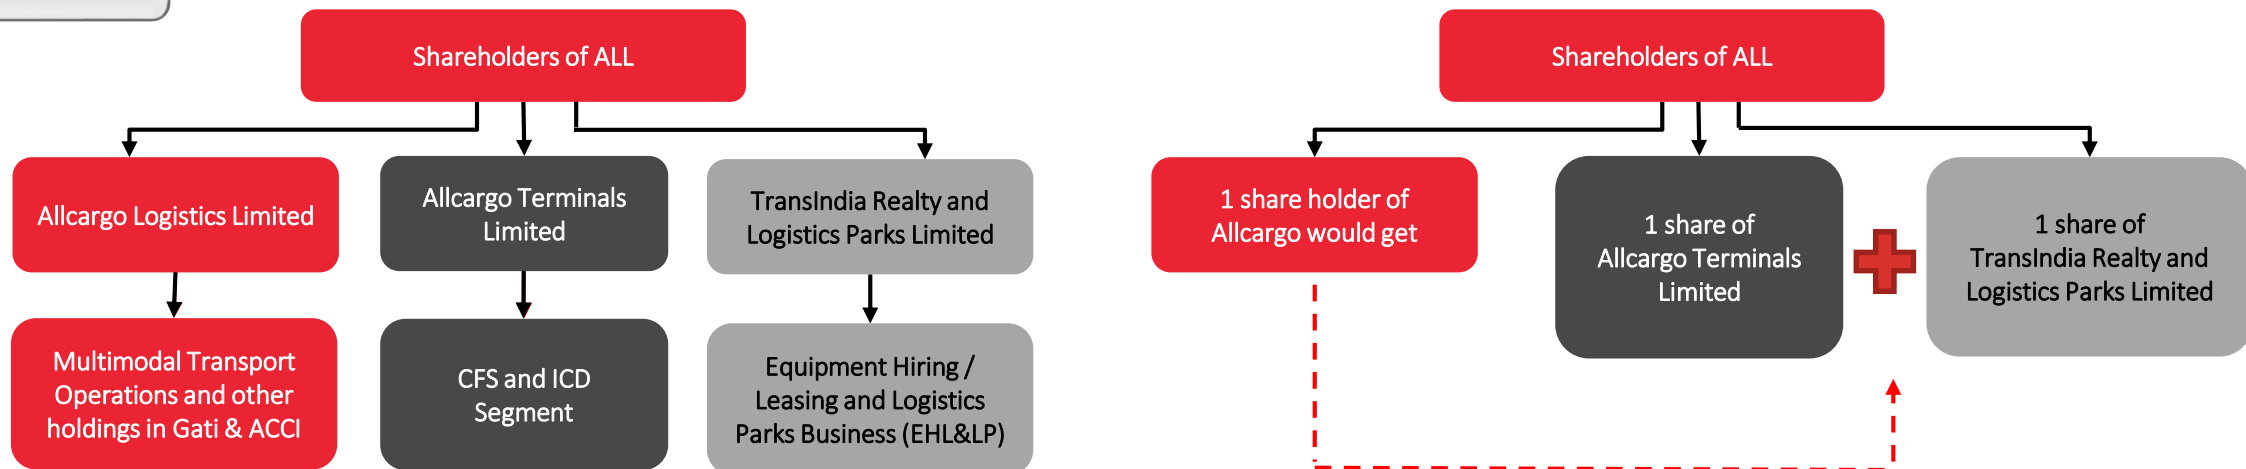 Shareholders of ALL
Allcargo Logistics Limited
Allcargo Terminals
Limited
TransIndia Realty and
Logistics Parks Limited
Multimodal Transport
Operations and other
holdings in Gati & ACCI
CFS and ICD
Segment
Equipment Hiring /
Leasing and Logistics
Parks Business (EHL&LP)
Shareholders of ALL
1 share holder of
Allcargo would get
1 share of
Allcargo Terminals
Limited
1 share of
TransIndia Realty and
Logistics Parks Limited